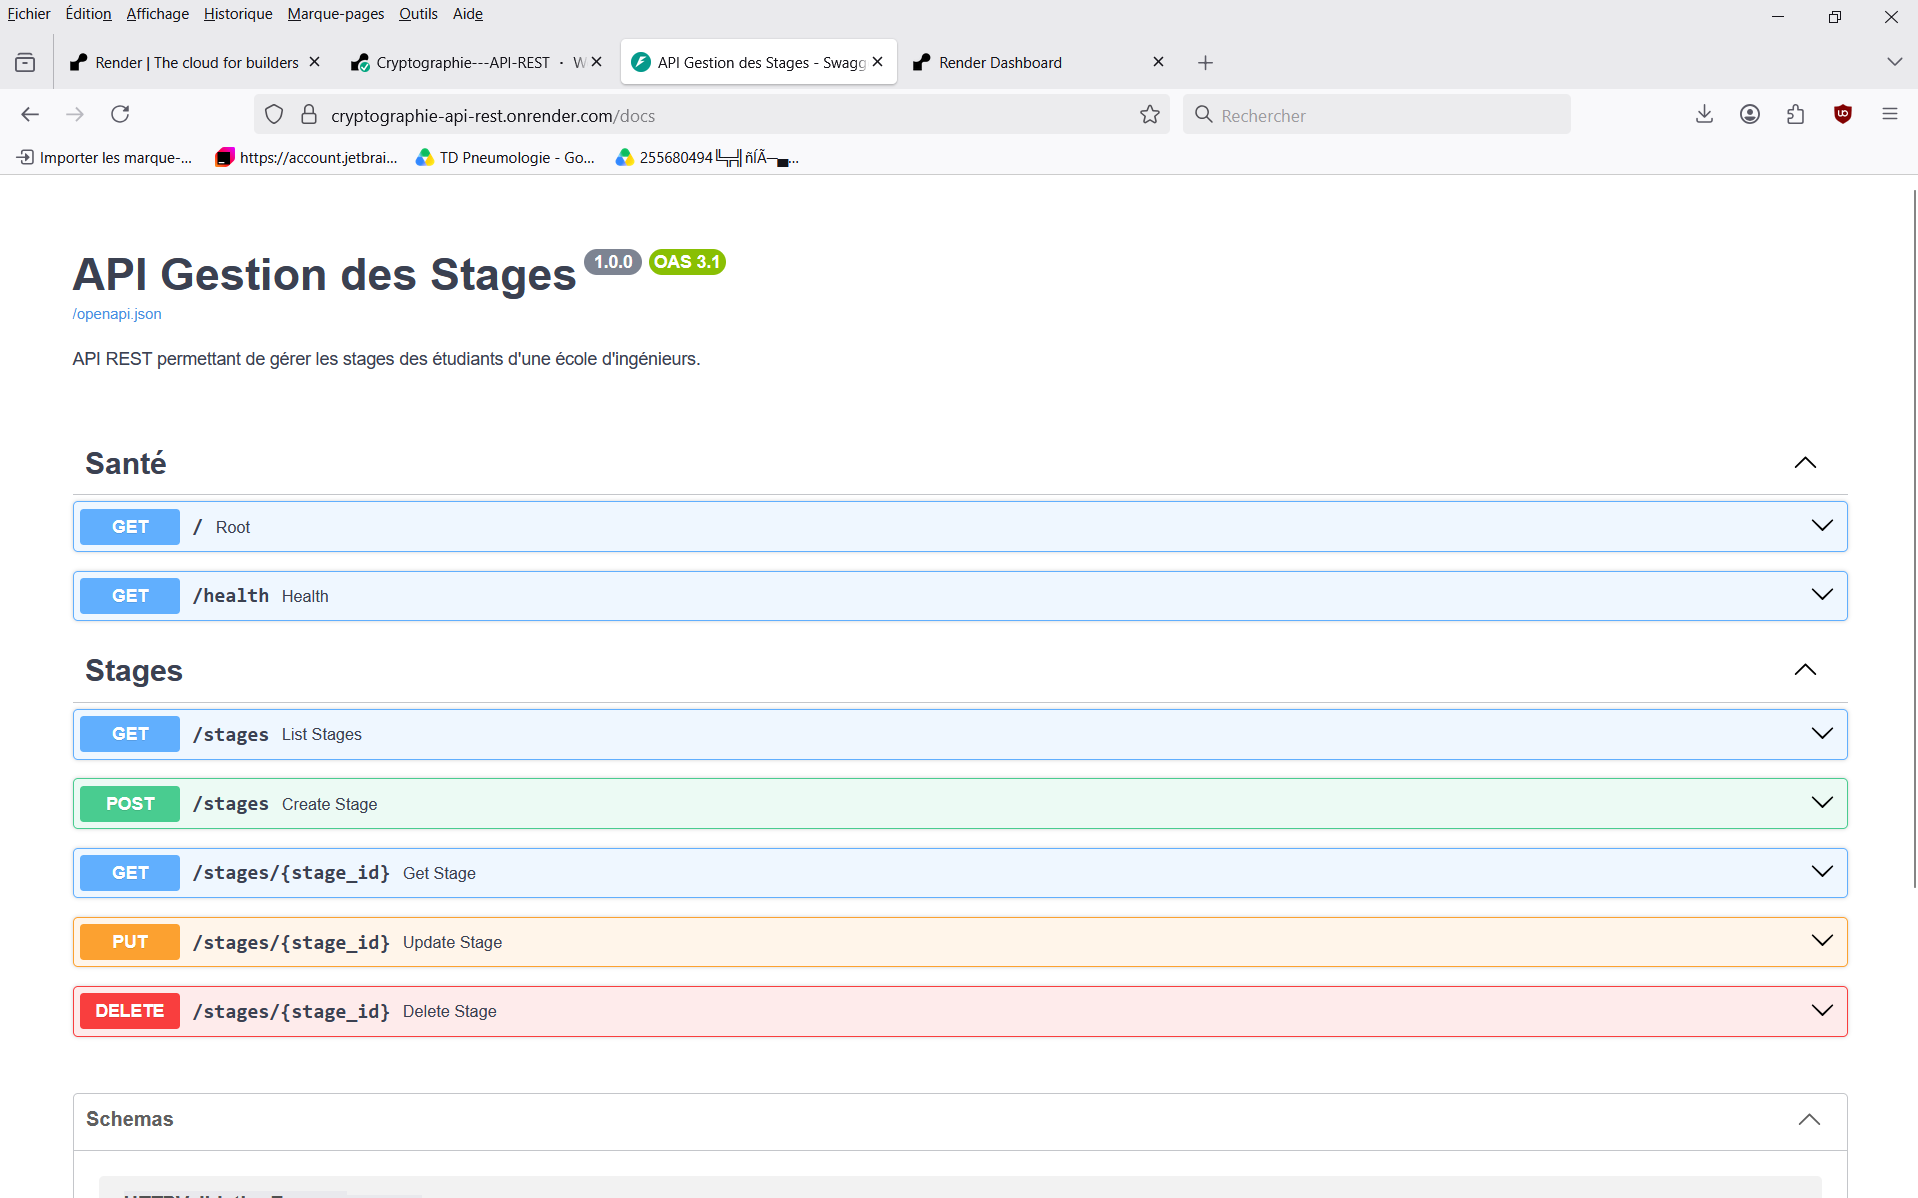 Fichier Édition Affichage Historique Marque-pages Outils Aide
Render | The cloud for builders
Cryptographie---API-REST · W
API Gestion des Stages - Swagg
Render Dashboard
cryptographie-api-rest.onrender.com/docs
Rechercher
Importer les marque-...
https://account.jetbrai...
TD Pneumologie - Go...
255680494╚╦╣ñÍÃ─▄...
API Gestion des Stages 1.0.0 OAS 3.1
/openapi.json
API REST permettant de gérer les stages des étudiants d'une école d'ingénieurs.
Santé
GET / Root
GET /health Health
Stages
GET /stages List Stages
POST /stages Create Stage
GET /stages/{stage_id} Get Stage
PUT /stages/{stage_id} Update Stage
DELETE /stages/{stage_id} Delete Stage
Schemas